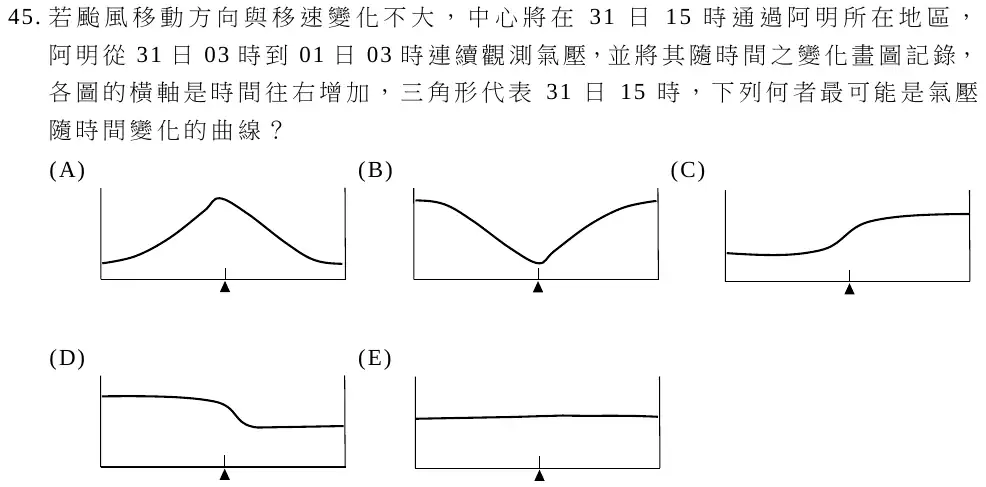 45. 若颱風移動方向與移速變化不大，中心將在 31 日 15 時通過阿明所在地區，
阿明從 31 日 03 時到 01 日 03 時連續觀測氣壓，並將其隨時間之變化畫圖記錄，
各圖的橫軸是時間往右增加，三角形代表 31 日 15 時，下列何者最可能是氣壓
隨時間變化的曲線？
(A) (B) (C)
(D) (E)